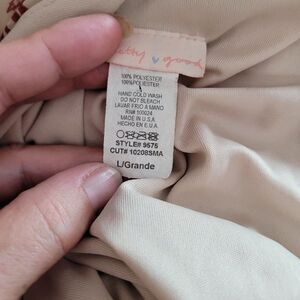 good
100% POLYESTER
100% POLIESTER
HAND COLD WASH
DO NOT BLEACH
LAVAR FRIO A MANO
RN# 100024
MADE IN U.S.A
HECHO EN E.U.A.
STYLE# 9575
CUT# 10208SMA
L/Grande